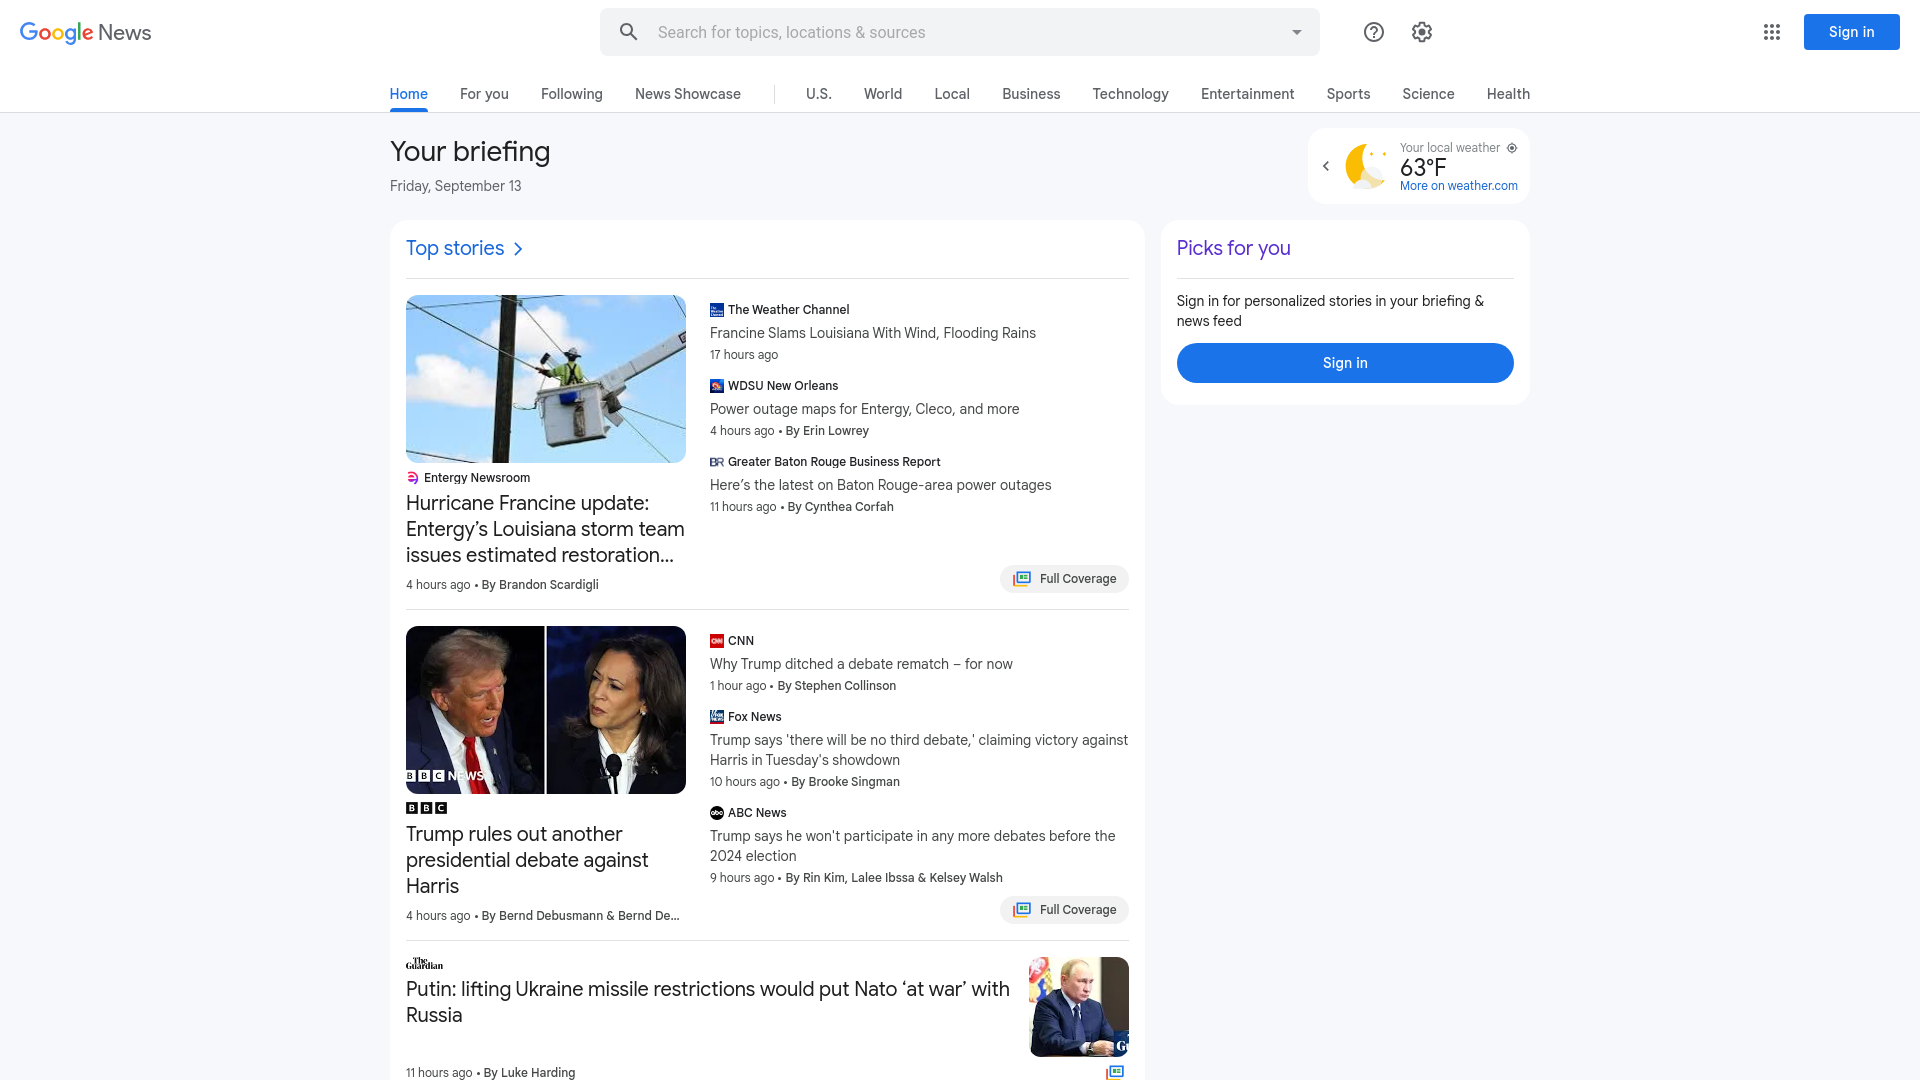 Google News
Search for topics, locations & sources
Sign in
Home
For you
Following
News Showcase
U.S.
World
Local
Business
Technology
Entertainment
Sports
Science
Health
Your briefing
Friday, September 13
Your local weather
63°F
More on weather.com
Top stories
Entergy Newsroom
Hurricane Francine update:
Entergy’s Louisiana storm team
issues estimated restoration...
4 hours ago • By Brandon Scardigli
The Weather Channel
Francine Slams Louisiana With Wind, Flooding Rains
17 hours ago
WDSU New Orleans
Power outage maps for Entergy, Cleco, and more
4 hours ago • By Erin Lowrey
BR Greater Baton Rouge Business Report
Here’s the latest on Baton Rouge-area power outages
11 hours ago • By Cynthea Corfah
Full Coverage
BBC NEWS
BBC
Trump rules out another
presidential debate against
Harris
4 hours ago • By Bernd Debusmann & Bernd De...
CNN
CNN
Why Trump ditched a debate rematch – for now
1 hour ago • By Stephen Collinson
Fox News
Trump says 'there will be no third debate,' claiming victory against
Harris in Tuesday's showdown
10 hours ago • By Brooke Singman
abc
ABC News
Trump says he won't participate in any more debates before the
2024 election
9 hours ago • By Rin Kim, Lalee Ibssa & Kelsey Walsh
Full Coverage
The
Guardian
Putin: lifting Ukraine missile restrictions would put Nato ‘at war’ with
Russia
11 hours ago • By Luke Harding
Picks for you
Sign in for personalized stories in your briefing &
news feed
Sign in